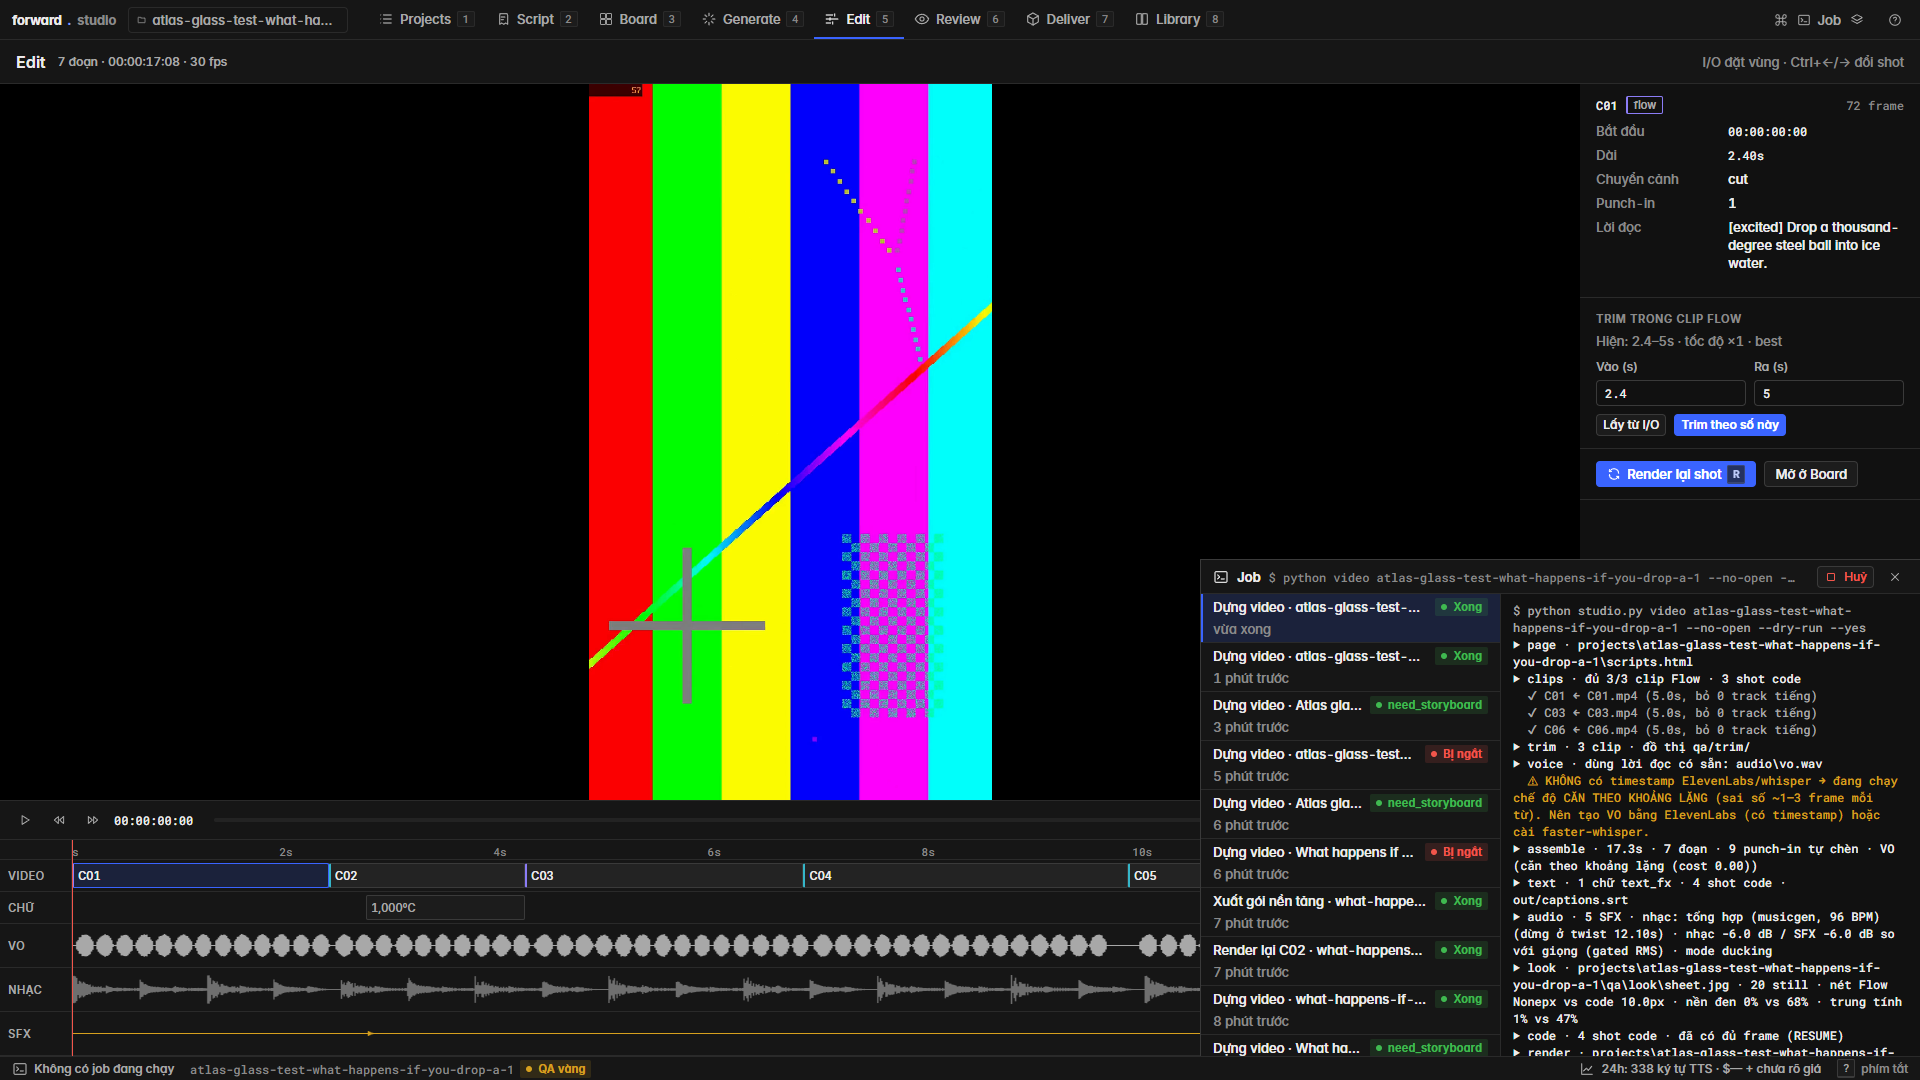 forward . studio
atlas-glass-test-what-ha...
Projects 1
Script 2
Board 3
Generate 4
Edit 5
Review 6
Deliver 7
Library 8
Job
Edit 7 đoạn · 00:00:17:08 · 30 fps
I/O đặt vùng · Ctrl+←/→ đổi shot
57
C01 flow 72 frame
Bắt đầu 00:00:00:00
Dài 2.40s
Chuyển cảnh cut
Punch-in 1
Lời đọc [excited] Drop a thousand-
degree steel ball into ice
water.
TRIM TRONG CLIP FLOW
Hiện: 2.4–5s · tốc độ ×1 · best
Vào (s) Ra (s)
2.4 5
Lấy từ I/O Trim theo số này
Render lại shot R Mở ở Board
Job $ python video atlas-glass-test-what-happens-if-you-drop-a-1 --no-open -… Huỷ
Dựng video · atlas-glass-test-... Xong
vừa xong
Dựng video · atlas-glass-test-... Xong
1 phút trước
Dựng video · Atlas gla... need_storyboard
3 phút trước
Dựng video · atlas-glass-test... Bị ngắt
5 phút trước
Dựng video · Atlas gla... need_storyboard
6 phút trước
Dựng video · What happens if ... Bị ngắt
6 phút trước
Xuất gói nền tảng · what-happe... Xong
7 phút trước
Render lại C02 · what-happens... Xong
7 phút trước
Dựng video · what-happens-if-... Xong
8 phút trước
Dựng video · What ha... need_storyboard
$ python studio.py video atlas-glass-test-what-
happens-if-you-drop-a-1 --no-open --dry-run --yes
▶ page · projects\atlas-glass-test-what-happens-if-
you-drop-a-1\scripts.html
▶ clips · đủ 3/3 clip Flow · 3 shot code
✓ C01 ← C01.mp4 (5.0s, bỏ 0 track tiếng)
✓ C03 ← C03.mp4 (5.0s, bỏ 0 track tiếng)
✓ C06 ← C06.mp4 (5.0s, bỏ 0 track tiếng)
▶ trim · 3 clip · đồ thị qa/trim/
▶ voice · dùng lời đọc có sẵn: audio\vo.wav
⚠ KHÔNG có timestamp ElevenLabs/whisper → đang chạy
chế độ CĂN THEO KHOẢNG LẶNG (sai số ~1–3 frame mỗi
từ). Nên tạo VO bằng ElevenLabs (có timestamp) hoặc
cài faster-whisper.
▶ assemble · 17.3s · 7 đoạn · 9 punch-in tự chèn · VO
(căn theo khoảng lặng (cost 0.00))
▶ text · 1 chữ text_fx · 4 shot code ·
out/captions.srt
▶ audio · 5 SFX · nhạc: tổng hợp (musicgen, 96 BPM)
(dừng ở twist 12.10s) · nhạc -6.0 dB / SFX -6.0 dB so
với giọng (gated RMS) · mode ducking
▶ look · projects\atlas-glass-test-what-happens-if-
you-drop-a-1\qa\look\sheet.jpg · 20 still · nét Flow
Nonepx vs code 10.0px · nền đen 0% vs 68% · trung tính
1% vs 47%
▶ code · 4 shot code · đã có đủ frame (RESUME)
▶ render · projects\atlas-glass-test-what-happens-if-
00:00:00:00
s 2s 4s 6s 8s 10s
VIDEO C01 C02 C03 C04 C05
CHỮ 1,000°C
VO
NHẠC
SFX
Không có job đang chạy atlas-glass-test-what-happens-if-you-drop-a-1 QA vàng
24h: 338 ký tự TTS · $— + chưa rõ giá ? phím tắt